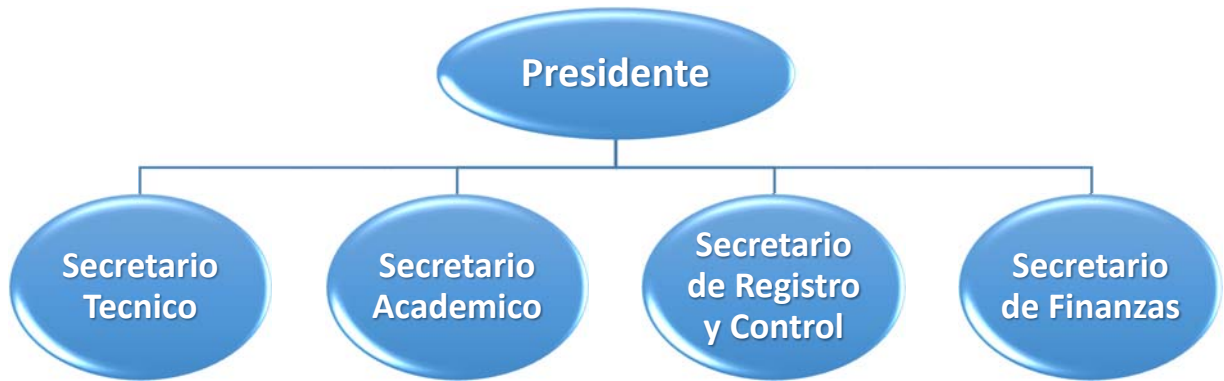 Presidente
Secretario
Tecnico
Secretario
Academico
Secretario
de Registro
y Control
Secretario
de Finanzas